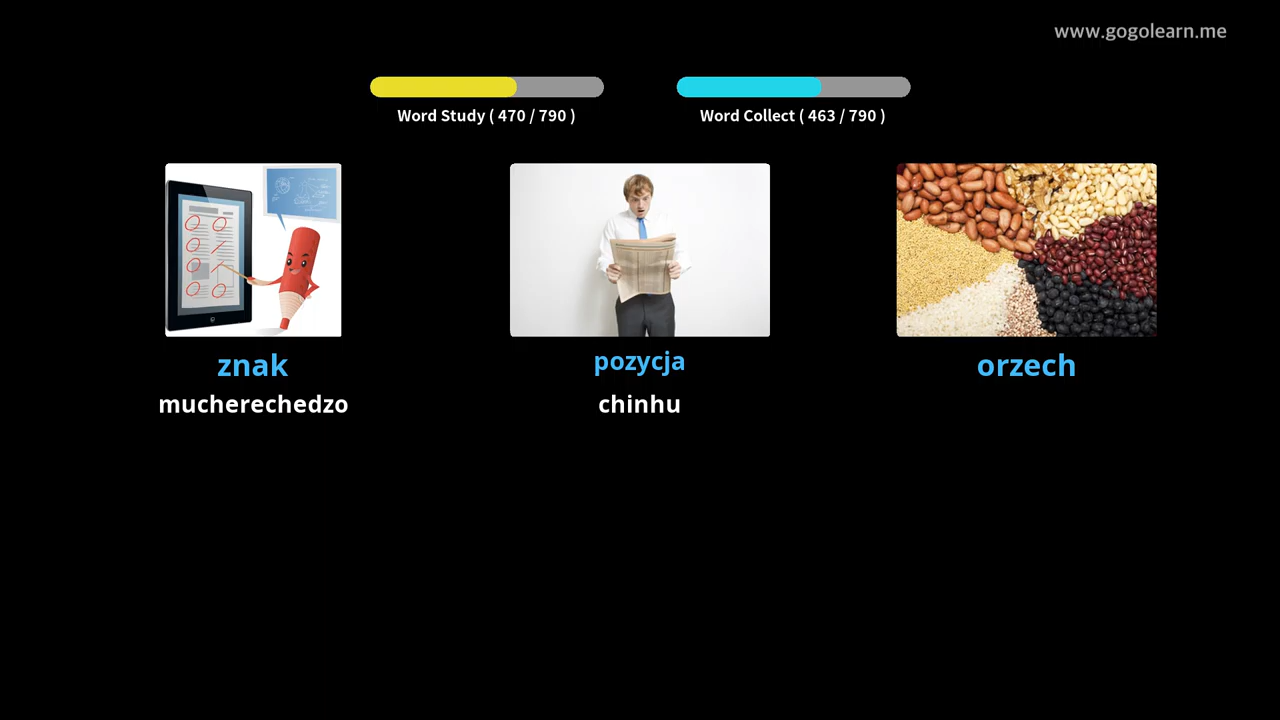 www.gogolearn.me
Word Study ( 470 / 790 )
Word Collect ( 463 / 790 )
znak
pozycja
orzech
mucherechedzo
chinhu